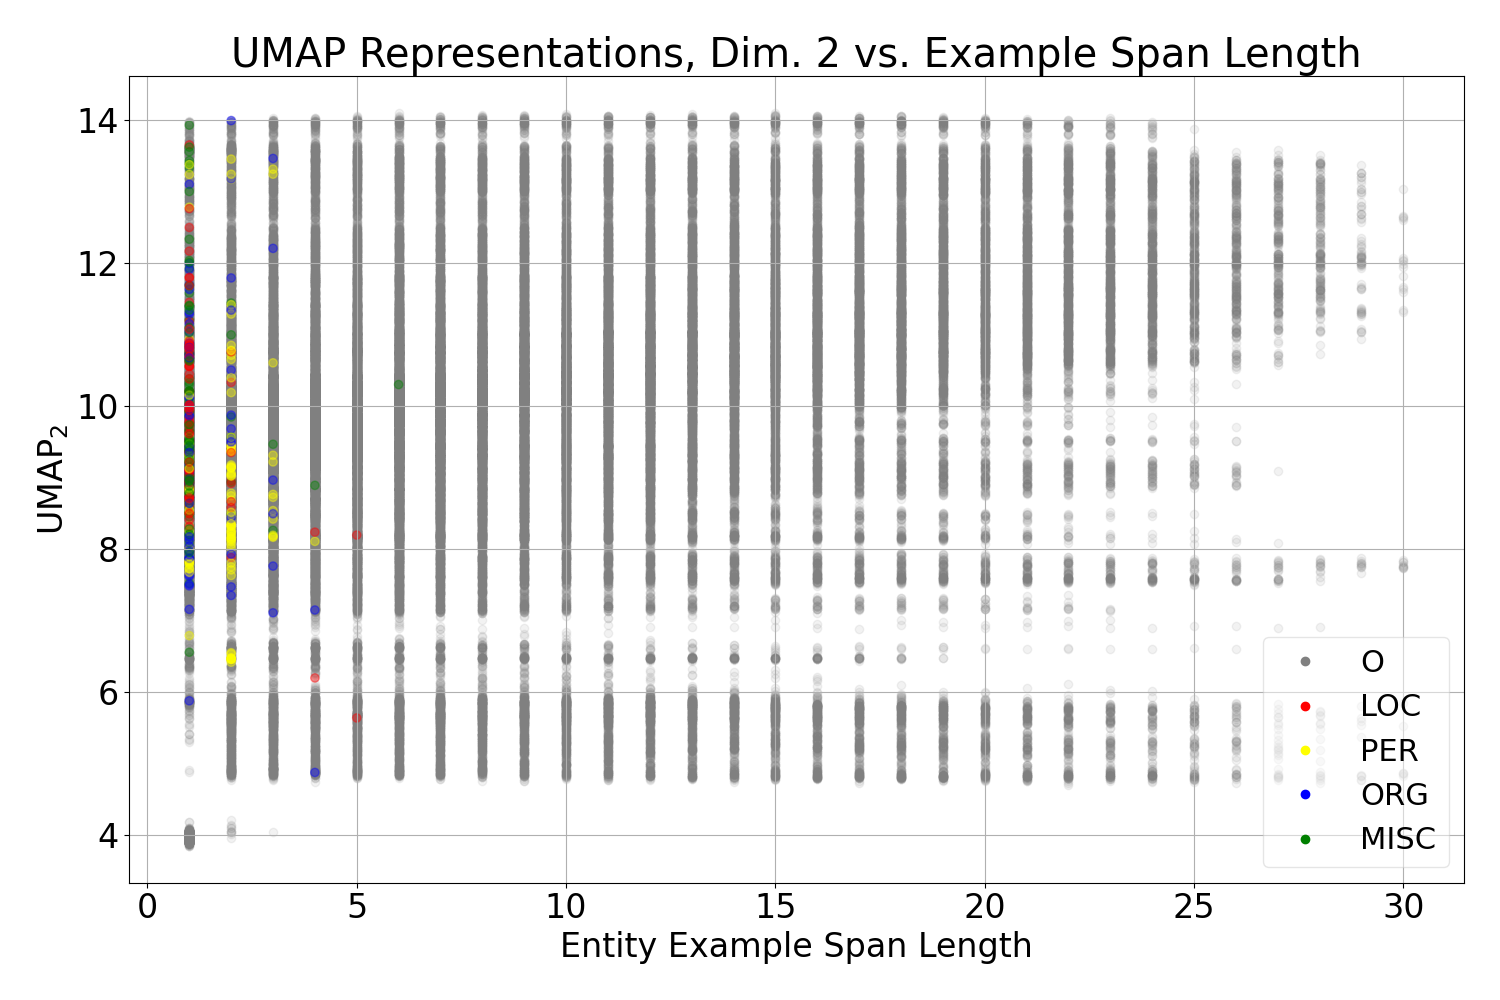 UMAP Representations, Dim. 2 vs. Example Span Length
14
12
10
8
6
4
UMAP₂
0 5 10 15 20 25 30
Entity Example Span Length
O
LOC
PER
ORG
MISC